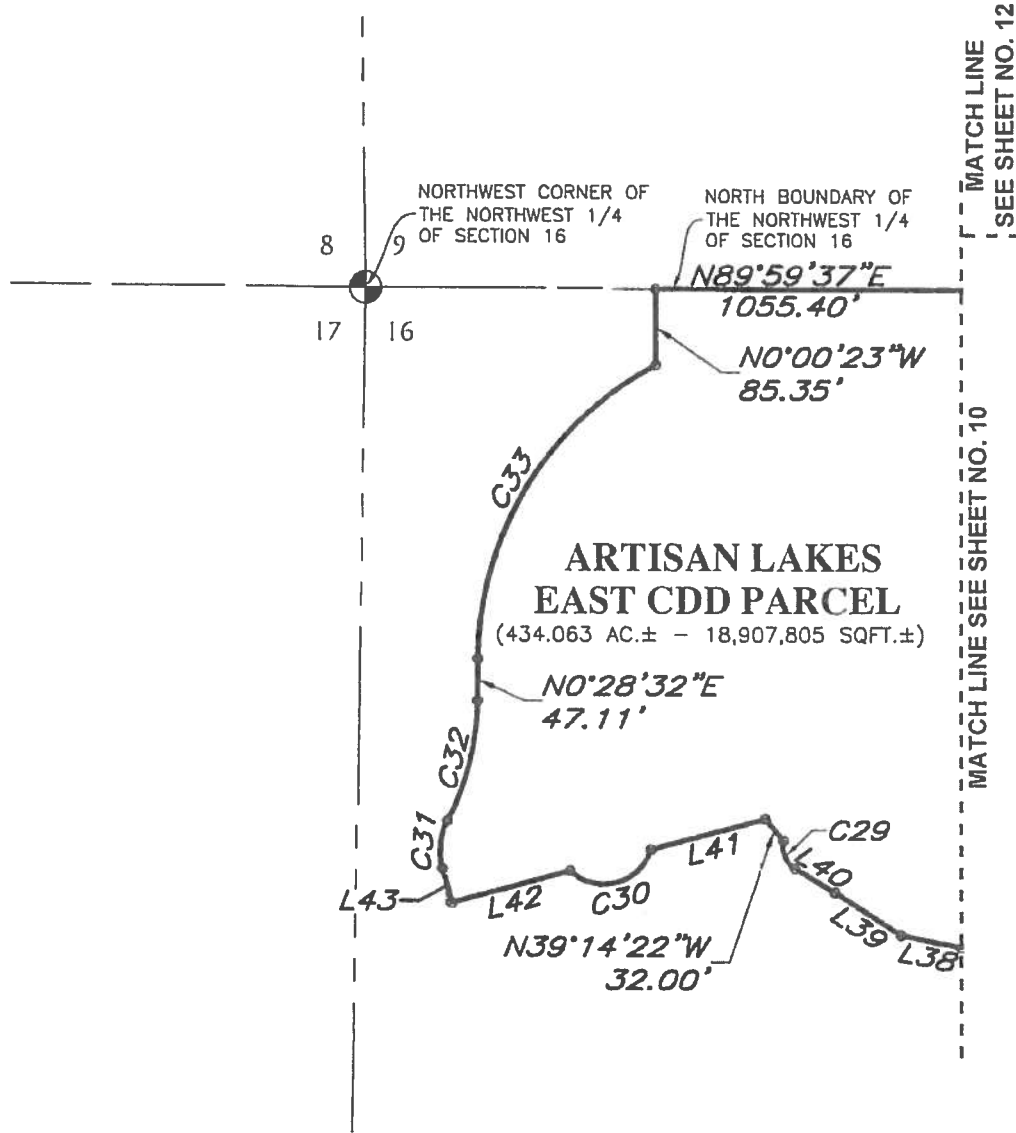 MATCH LINE
SEE SHEET NO. 12
NORTHWEST CORNER OF
THE NORTHWEST 1/4
OF SECTION 16
NORTH BOUNDARY OF
THE NORTHWEST 1/4
OF SECTION 16
8 9
17 16
N89°59'37"E
1055.40'
N0°00'23"W
85.35'
C33
MATCH LINE SEE SHEET NO. 10
ARTISAN LAKES
EAST CDD PARCEL
(434.063 AC.± - 18,907,805 SQFT.±)
N0°28'32"E
47.11'
C32
C31
L43
L42
C30
L41
C29
L40
L39
L38
N39°14'22"W
32.00'